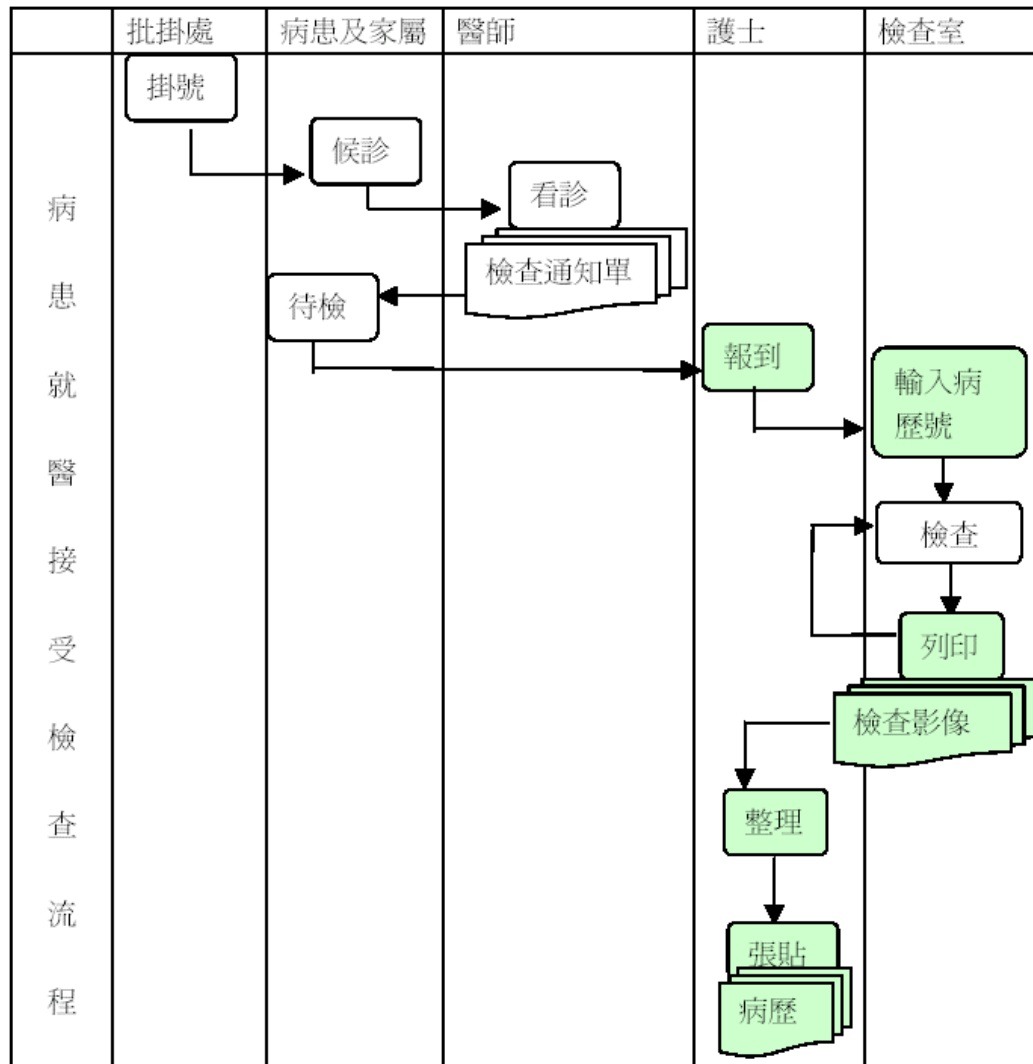 批掛處
病患及家屬
醫師
護士
檢查室
病患就醫接受檢查流程
掛號
候診
看診
檢查通知單
待檢
報到
輸入病
歷號
檢查
列印
檢查影像
整理
張貼
病歷